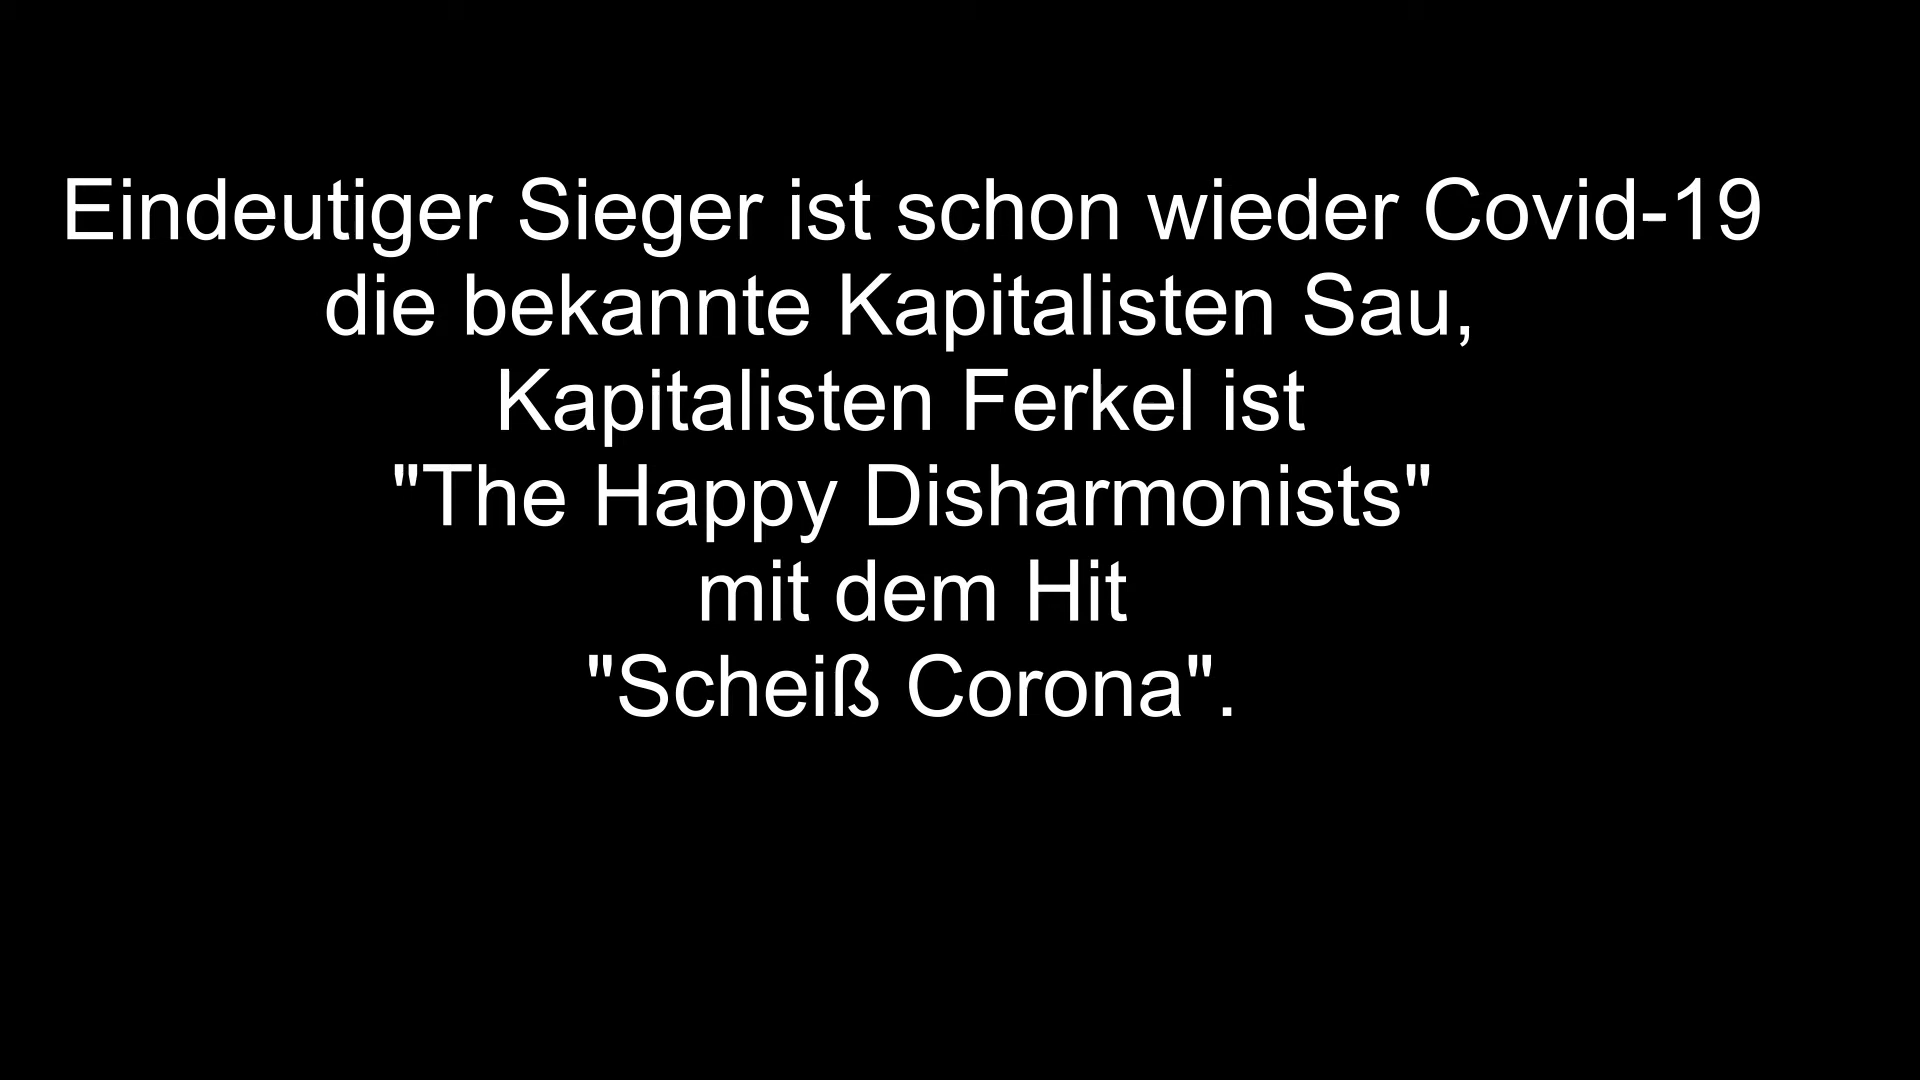 Eindeutiger Sieger ist schon wieder Covid-19
die bekannte Kapitalisten Sau,
Kapitalisten Ferkel ist
"The Happy Disharmonists"
mit dem Hit
"Scheiß Corona".